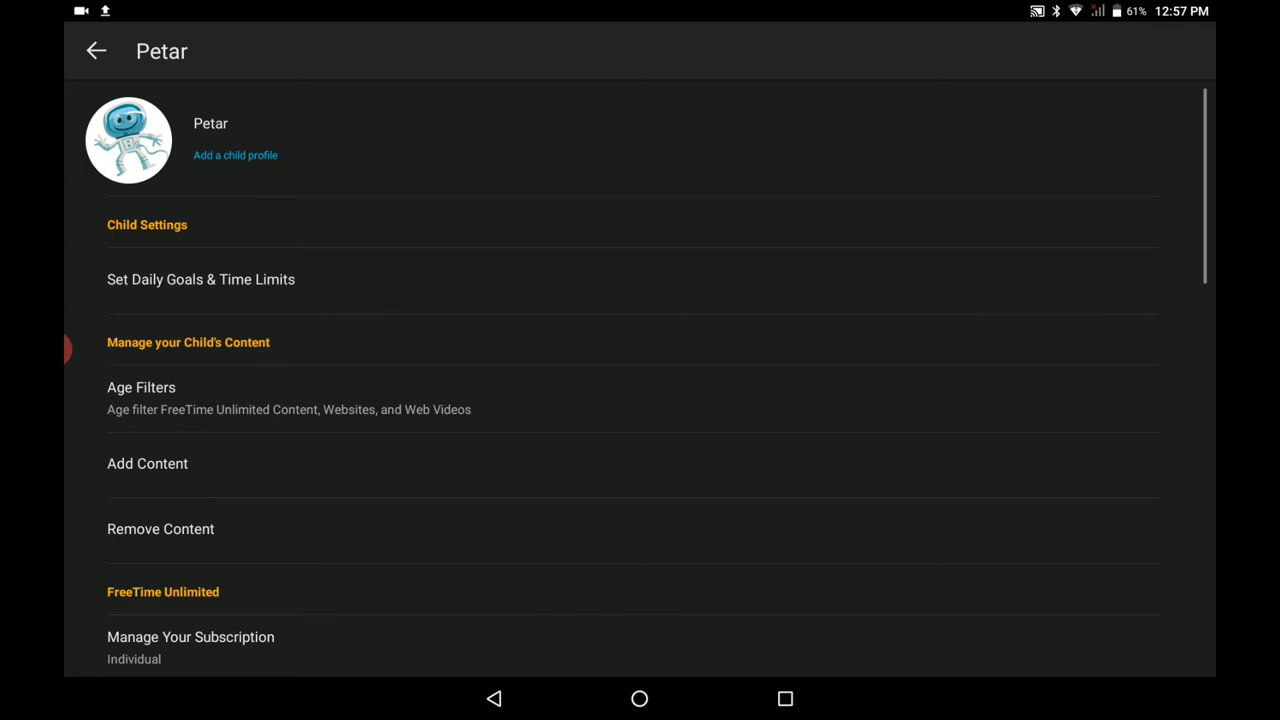 61% 12:57 PM
Petar
Petar
Add a child profile
Child Settings
Set Daily Goals & Time Limits
Manage your Child's Content
Age Filters
Age filter FreeTime Unlimited Content, Websites, and Web Videos
Add Content
Remove Content
FreeTime Unlimited
Manage Your Subscription
Individual